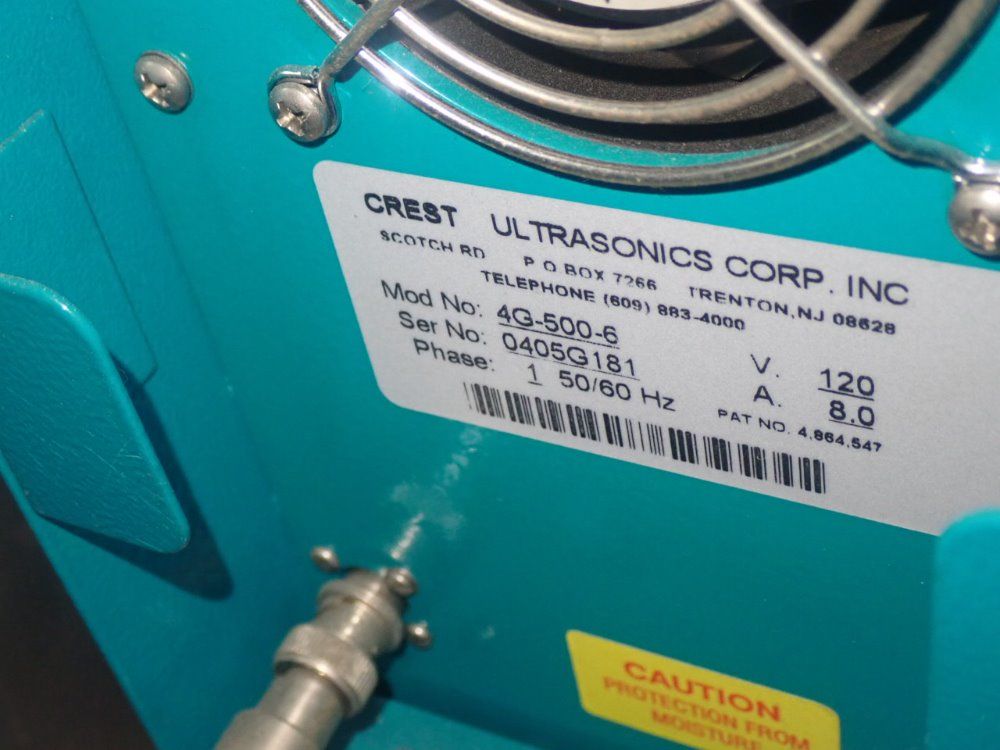 CREST ULTRASONICS CORP. INC
SCOTCH RD P O BOX 7266 TRENTON, NJ 08628
TELEPHONE (609) 883-4000
Mod No: 4G-500-6 V. 120
Ser No: 0405G181 A. 8.0
Phase: 1 50/60 Hz PAT NO. 4,864,547
CAUTION
PROTECTION FROM
MOISTURE